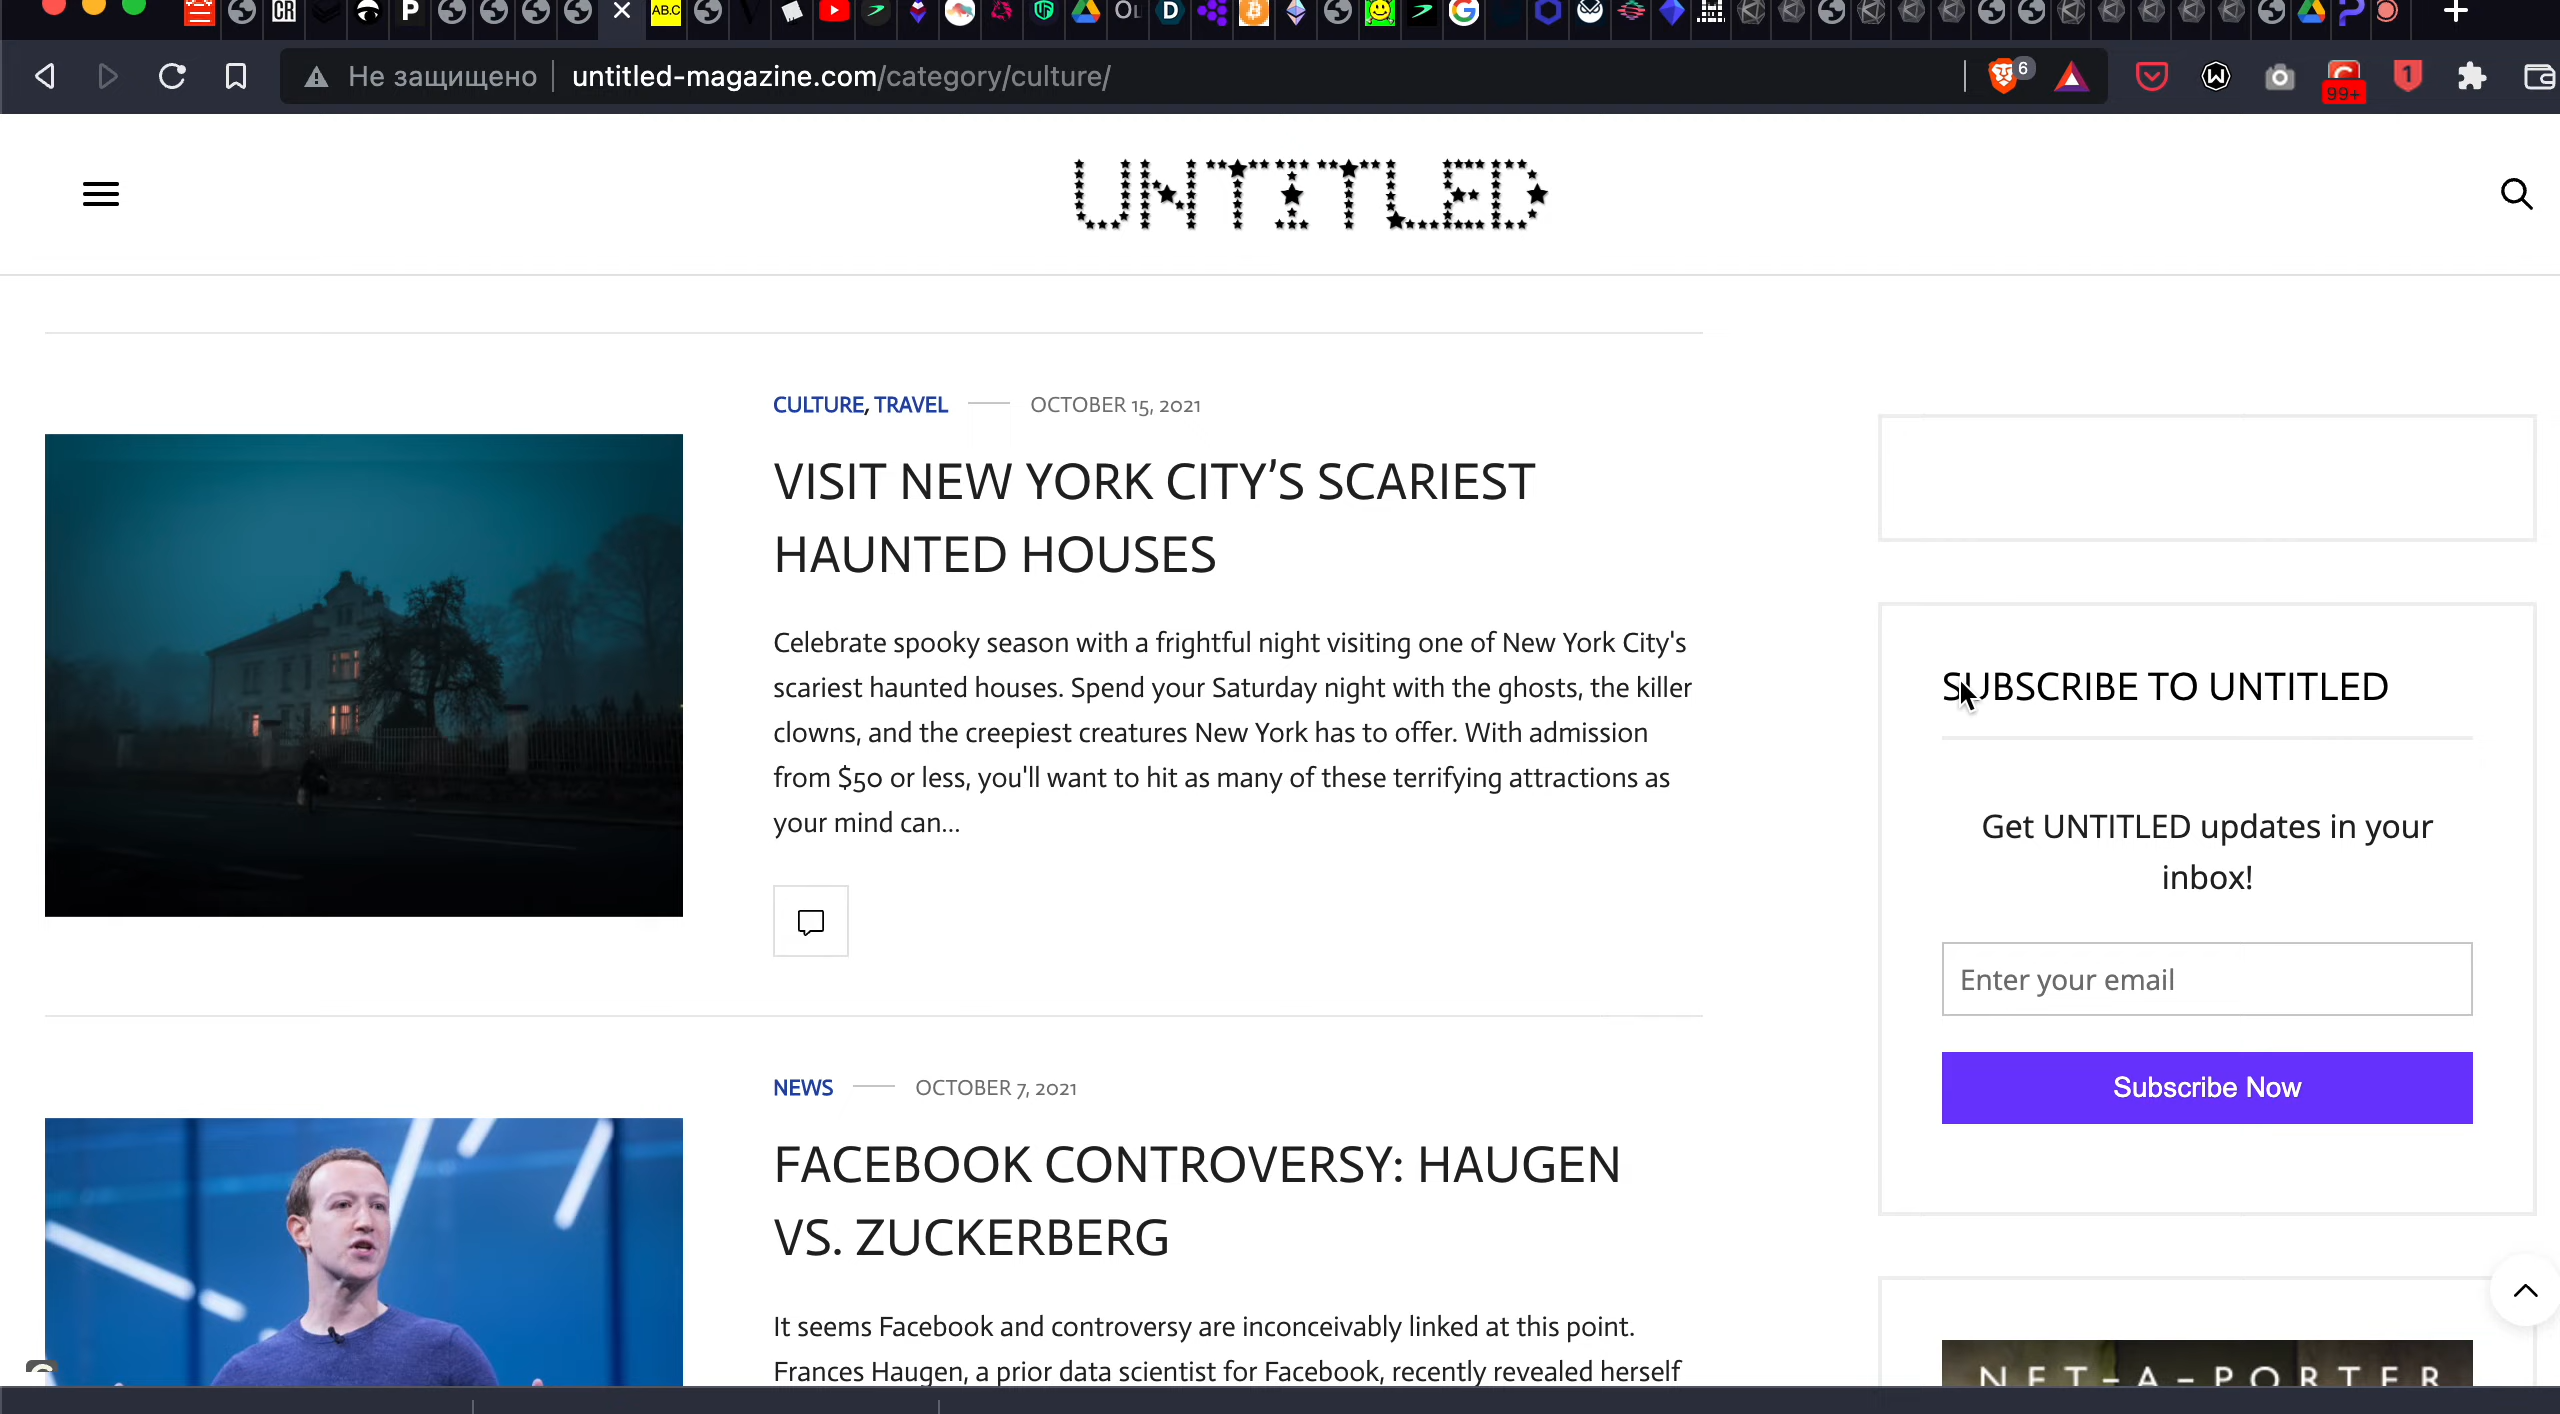 CR
P
AB.C
OL
D
Не защищено
untitled-magazine.com/category/culture/
6
99+
1
UNTITLED
CULTURE, TRAVEL
OCTOBER 15, 2021
VISIT NEW YORK CITY’S SCARIEST
HAUNTED HOUSES
Celebrate spooky season with a frightful night visiting one of New York City's
scariest haunted houses. Spend your Saturday night with the ghosts, the killer
clowns, and the creepiest creatures New York has to offer. With admission
from $50 or less, you'll want to hit as many of these terrifying attractions as
your mind can...
NEWS
OCTOBER 7, 2021
FACEBOOK CONTROVERSY: HAUGEN
VS. ZUCKERBERG
It seems Facebook and controversy are inconceivably linked at this point.
Frances Haugen, a prior data scientist for Facebook, recently revealed herself
SUBSCRIBE TO UNTITLED
Get UNTITLED updates in your
inbox!
Enter your email
Subscribe Now
NET-A-PORTER